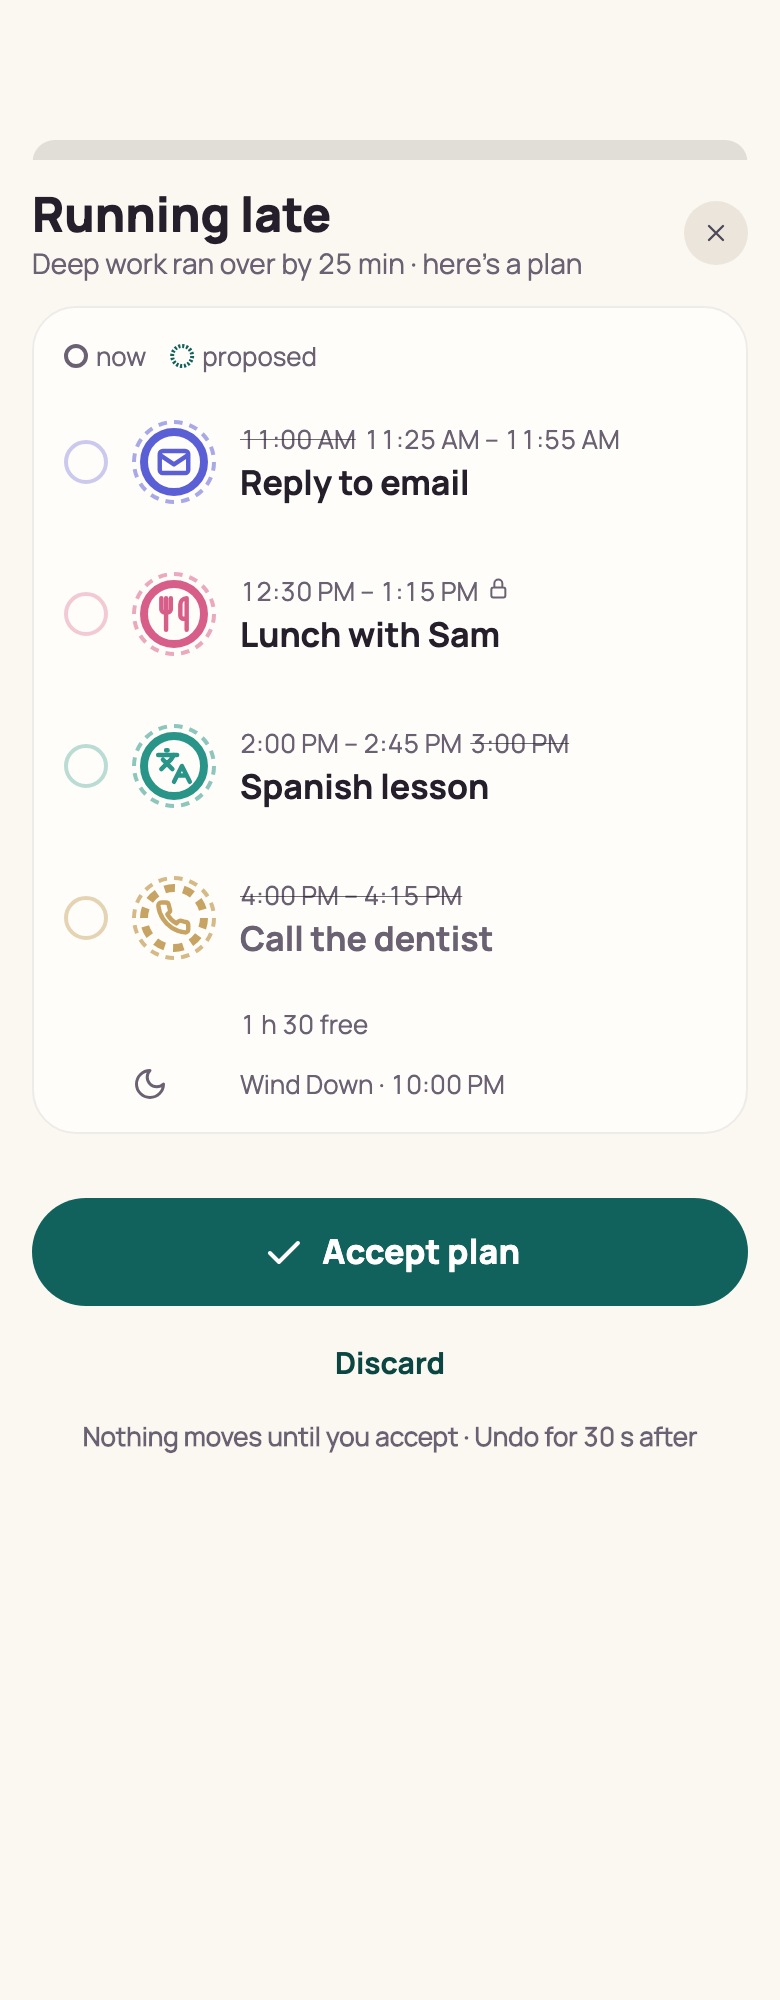 Running late
Deep work ran over by 25 min · here’s a plan
now proposed
11:00 AM 11:25 AM – 11:55 AM
Reply to email
12:30 PM – 1:15 PM
Lunch with Sam
2:00 PM – 2:45 PM 3:00 PM
Spanish lesson
4:00 PM – 4:15 PM
Call the dentist
1 h 30 free
Wind Down · 10:00 PM
Accept plan
Discard
Nothing moves until you accept · Undo for 30 s after